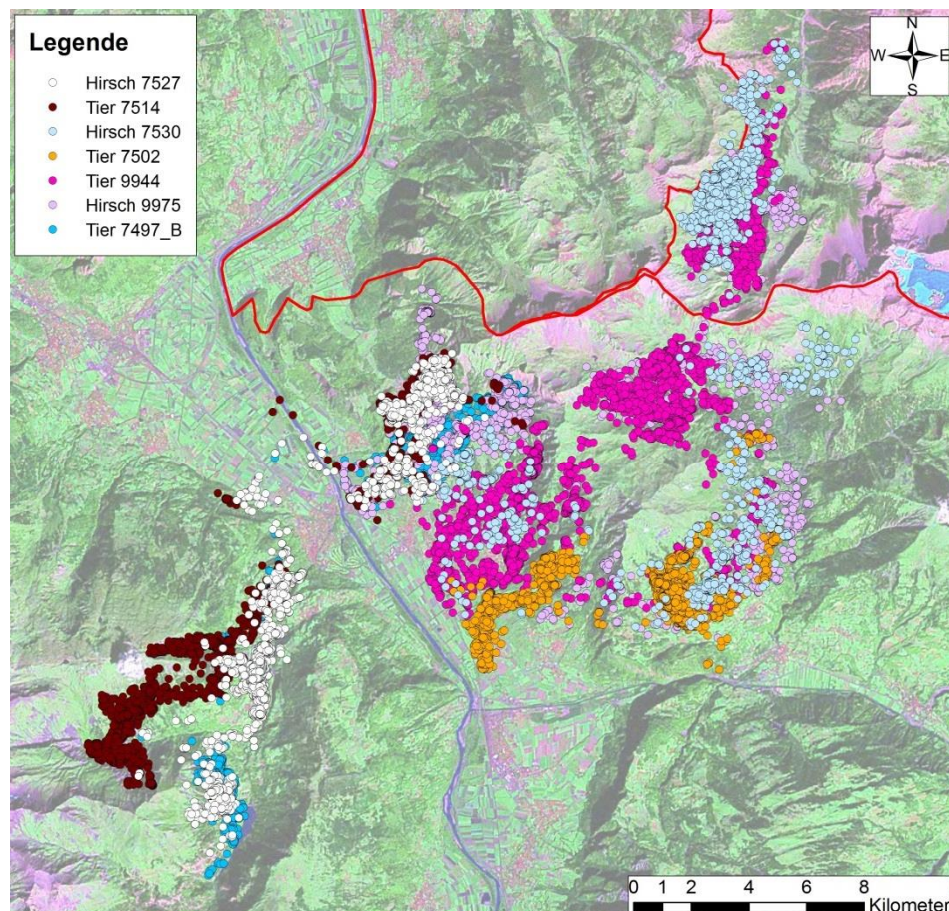 Legende
Hirsch 7527
Tier 7514
Hirsch 7530
Tier 7502
Tier 9944
Hirsch 9975
Tier 7497_B
N
W E
S
0 1 2 4 6 8
Kilometer